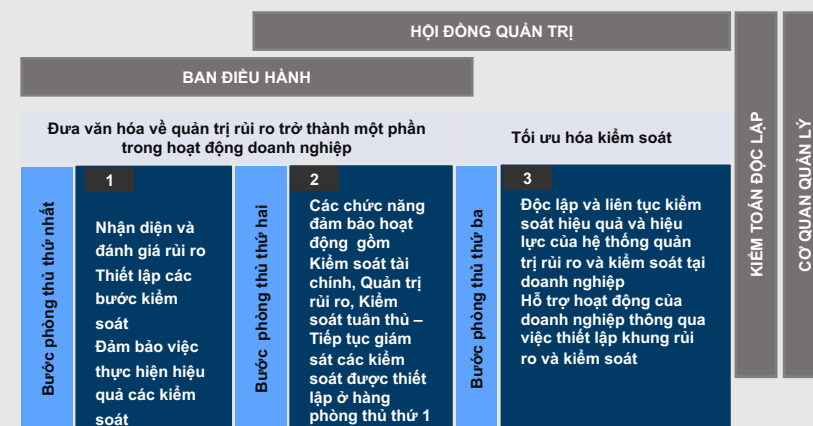 HỘI ĐỒNG QUẢN TRỊ
BAN ĐIỀU HÀNH
Đưa văn hóa về quản trị rủi ro trở thành một phần
trong hoạt động doanh nghiệp
Tối ưu hóa kiểm soát
Bước phòng thủ thứ nhất
1
Nhận diện và
đánh giá rủi ro
Thiết lập các
bước kiểm
soát
Đảm bảo việc
thực hiện hiệu
quả các kiểm
soát
Bước phòng thủ thứ hai
2
Các chức năng
đảm bảo hoạt
động gồm
Kiểm soát tài
chính, Quản trị
rủi ro, Kiểm
soát tuân thủ –
Tiếp tục giám
sát các kiểm
soát được thiết
lập ở hàng
phòng thủ thứ 1
Bước phòng thủ thứ ba
3
Độc lập và liên tục kiểm
soát hiệu quả và hiệu
lực của hệ thống quản
trị rủi ro và kiểm soát tại
doanh nghiệp
Hỗ trợ hoạt động của
doanh nghiệp thông qua
việc thiết lập khung rủi
ro và kiểm soát
KIỂM TOÁN ĐỘC LẬP
CƠ QUAN QUẢN LÝ